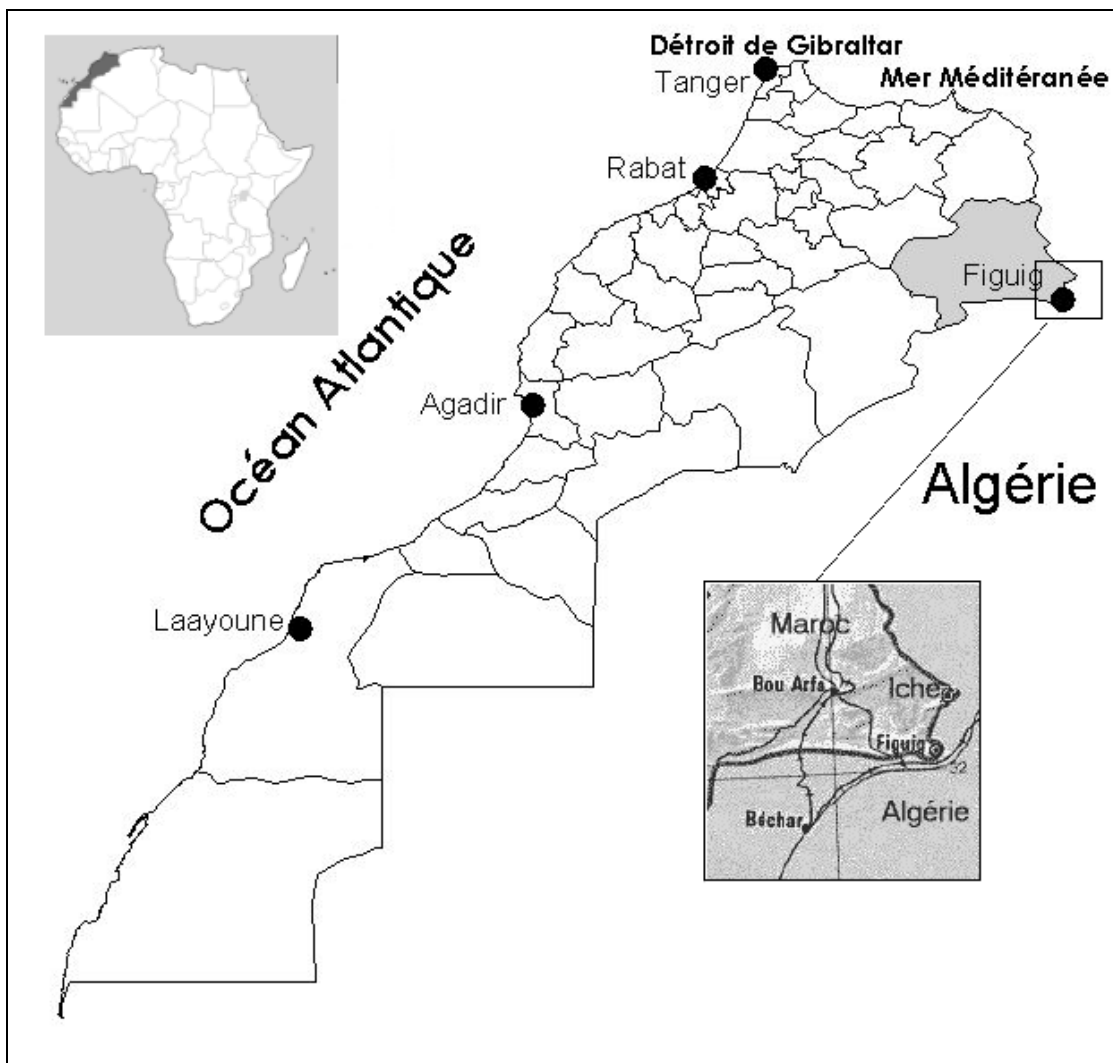 Détroit de Gibraltar
Tanger
Mer Méditéranée
Rabat
Figuig
Océan Atlantique
Agadir
Algérie
Laayoune
Maroc
Bou Arfa
Iche
Figuig
32
Algérie
Béchar